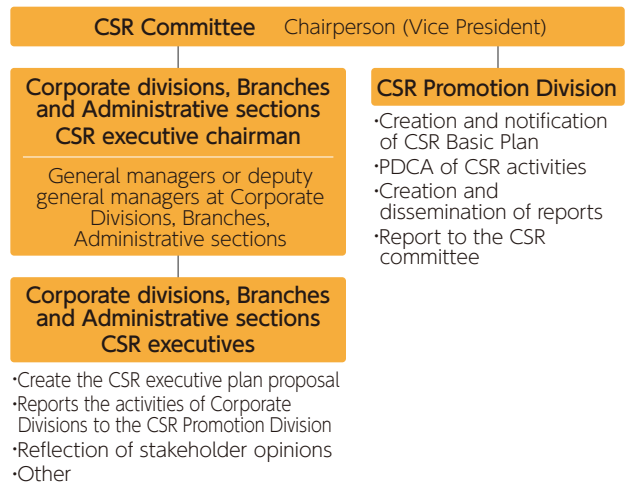 CSR Committee Chairperson (Vice President)
Corporate divisions, Branches
and Administrative sections
CSR executive chairman
General managers or deputy
general managers at Corporate
Divisions, Branches,
Administrative sections
Corporate divisions, Branches
and Administrative sections
CSR executives
・Create the CSR executive plan proposal
・Reports the activities of Corporate
Divisions to the CSR Promotion Division
・Reflection of stakeholder opinions
・Other
CSR Promotion Division
・Creation and notification
of CSR Basic Plan
・PDCA of CSR activities
・Creation and
dissemination of reports
・Report to the CSR
committee